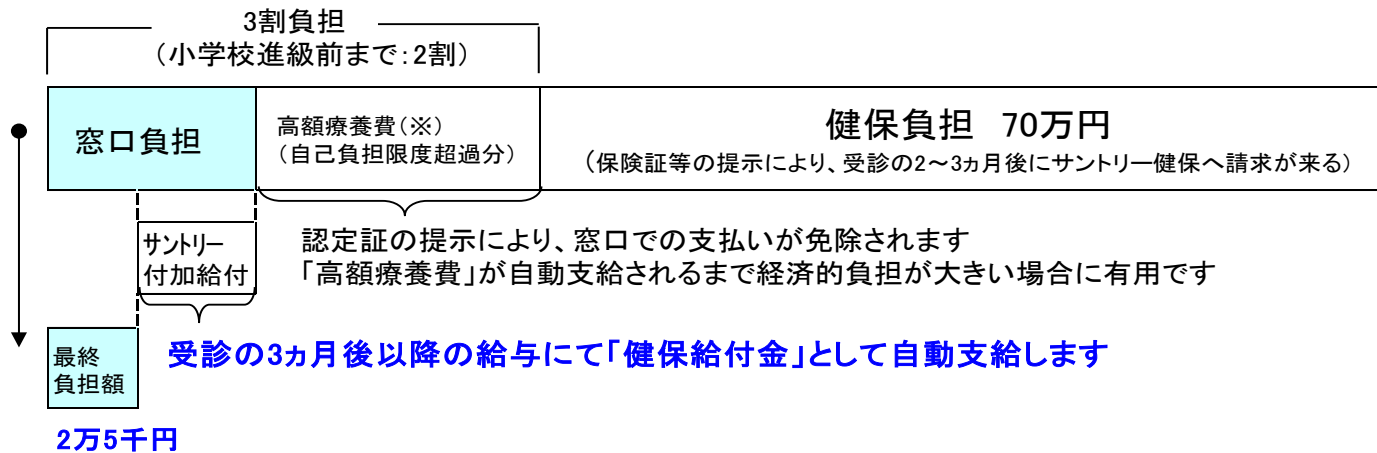 3割負担
（小学校進級前まで：2割）
窓口負担
高額療養費（※）
（自己負担限度超過分）
健保負担　70万円
（保険証等の提示により、受診の2～3ヵ月後にサントリー健保へ請求が来る）
サントリー
付加給付
認定証の提示により、窓口での支払いが免除されます
「高額療養費」が自動支給されるまで経済的負担が大きい場合に有用です
受診の3ヵ月後以降の給与にて「健保給付金」として自動支給します
最終
負担額
2万5千円